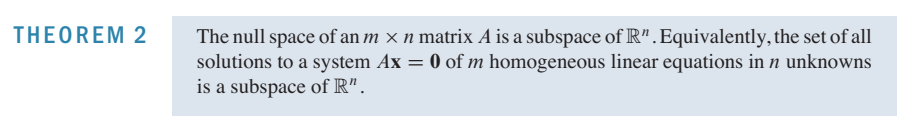 THEOREM 2
The null space of an m × n matrix A is a subspace of ℝⁿ. Equivalently, the set of all
solutions to a system Ax = 0 of m homogeneous linear equations in n unknowns
is a subspace of ℝⁿ.